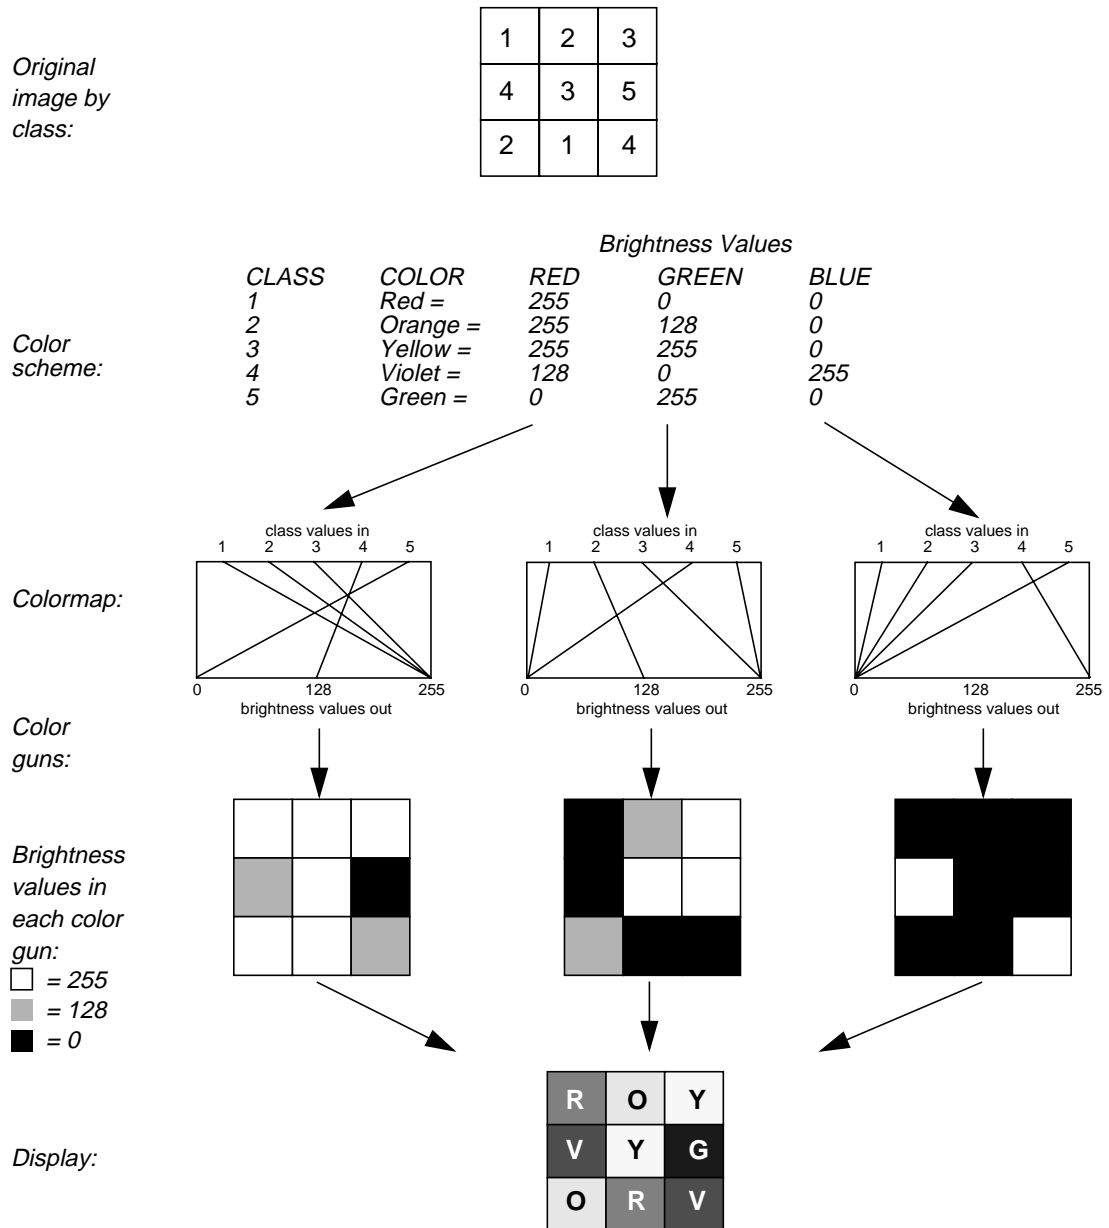 Original
image by
class:
1 2 3
4 3 5
2 1 4
Brightness Values
CLASS COLOR RED GREEN BLUE
1 Red = 255 0 0
2 Orange = 255 128 0
3 Yellow = 255 255 0
4 Violet = 128 0 255
5 Green = 0 255 0
Color
scheme:
class values in
1 2 3 4 5
0 128 255
brightness values out
class values in
1 2 3 4 5
0 128 255
brightness values out
class values in
1 2 3 4 5
0 128 255
brightness values out
Colormap:
Color
guns:
Brightness
values in
each color
gun:
= 255
= 128
= 0
Display:
R O Y
V Y G
O R V